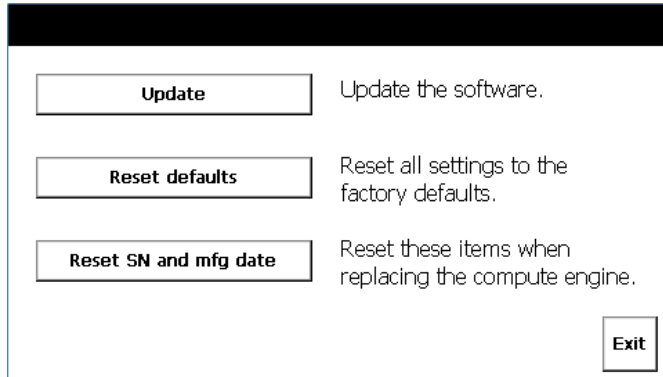 Update
Update the software.
Reset defaults
Reset all settings to the
factory defaults.
Reset SN and mfg date
Reset these items when
replacing the compute engine.
Exit